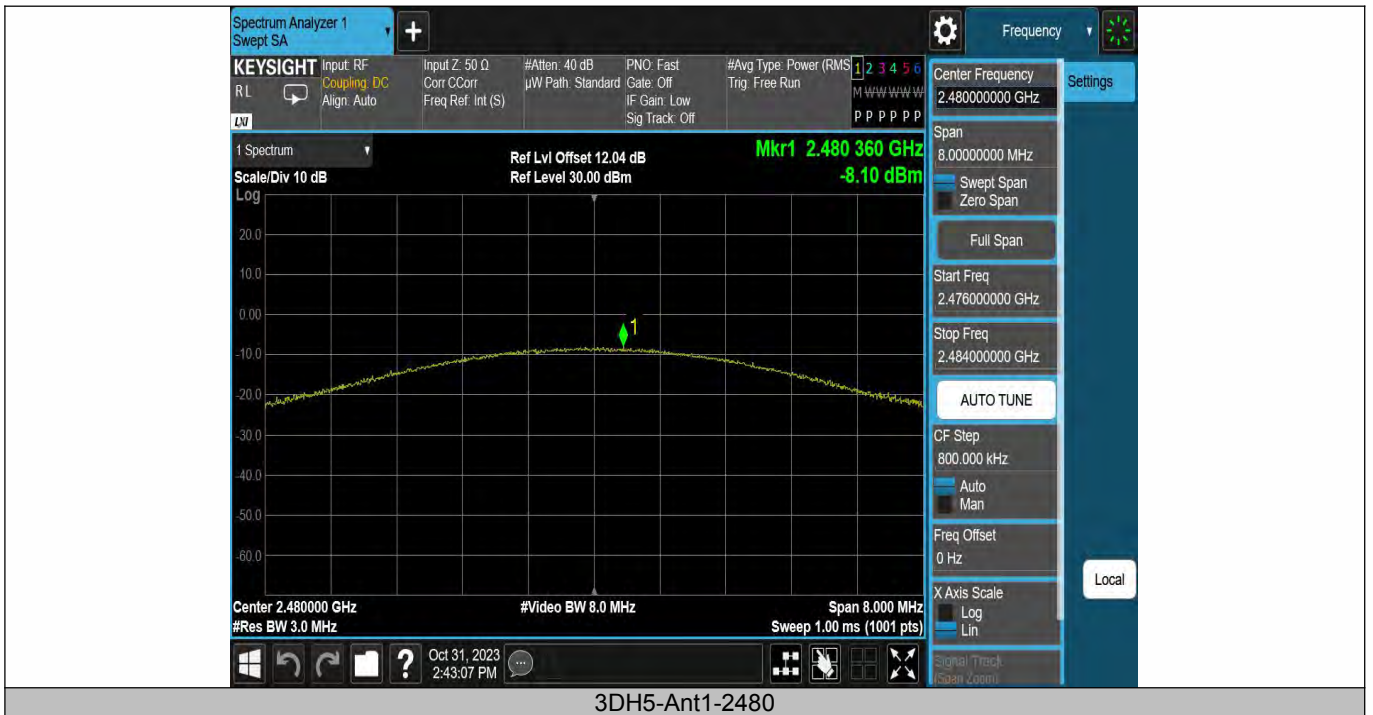 Spectrum Analyzer 1
Swept SA
+
Frequency
KEYSIGHT
RL
LXI
Input: RF
Coupling: DC
Align: Auto
Input Z: 50 Ω
Corr CCorr
Freq Ref: Int (S)
#Atten: 40 dB
µW Path: Standard
PNO: Fast
Gate: Off
IF Gain: Low
Sig Track: Off
#Avg Type: Power (RMS
Trig: Free Run
1 2 3 4 5 6
M W W W W W
P P P P P P
1 Spectrum
Scale/Div 10 dB
Log
Ref Lvl Offset 12.04 dB
Ref Level 30.00 dBm
Mkr1 2.480 360 GHz
-8.10 dBm
20.0
10.0
0.00
-10.0
-20.0
-30.0
-40.0
-50.0
-60.0
1
Center 2.480000 GHz
#Res BW 3.0 MHz
#Video BW 8.0 MHz
Span 8.000 MHz
Sweep 1.00 ms (1001 pts)
Center Frequency
2.480000000 GHz
Settings
Span
8.00000000 MHz
Swept Span
Zero Span
Full Span
Start Freq
2.476000000 GHz
Stop Freq
2.484000000 GHz
AUTO TUNE
CF Step
800.000 kHz
Auto
Man
Freq Offset
0 Hz
X Axis Scale
Log
Lin
Signal Track
(Span Zoom)
Local
?
Oct 31, 2023
2:43:07 PM
3DH5-Ant1-2480